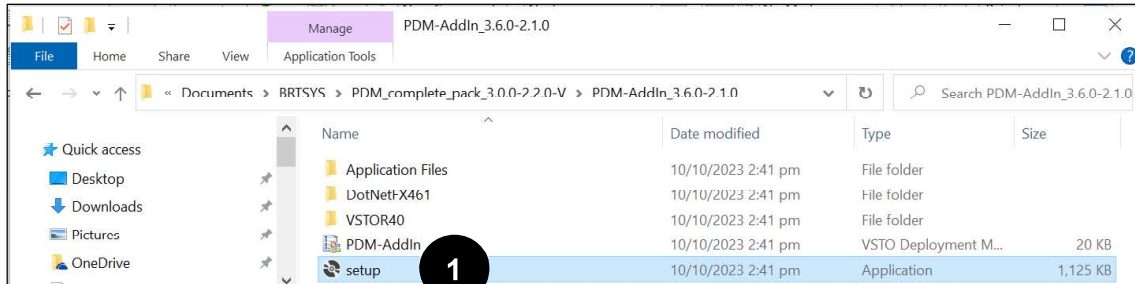 Manage PDM-AddIn_3.6.0-2.1.0
File Home Share View Application Tools
« Documents > BRTSYS > PDM_complete_pack_3.0.0-2.2.0-V > PDM-AddIn_3.6.0-2.1.0 Search PDM-AddIn_3.6.0-2.1.0
Name Date modified Type Size
Quick access
Application Files 10/10/2023 2:41 pm File folder
Desktop
DotNetFX461 10/10/2023 2:41 pm File folder
Downloads
VSTOR40 10/10/2023 2:41 pm File folder
Pictures
PDM-AddIn 10/10/2023 2:41 pm VSTO Deployment M... 20 KB
OneDrive
setup 1 10/10/2023 2:41 pm Application 1,125 KB